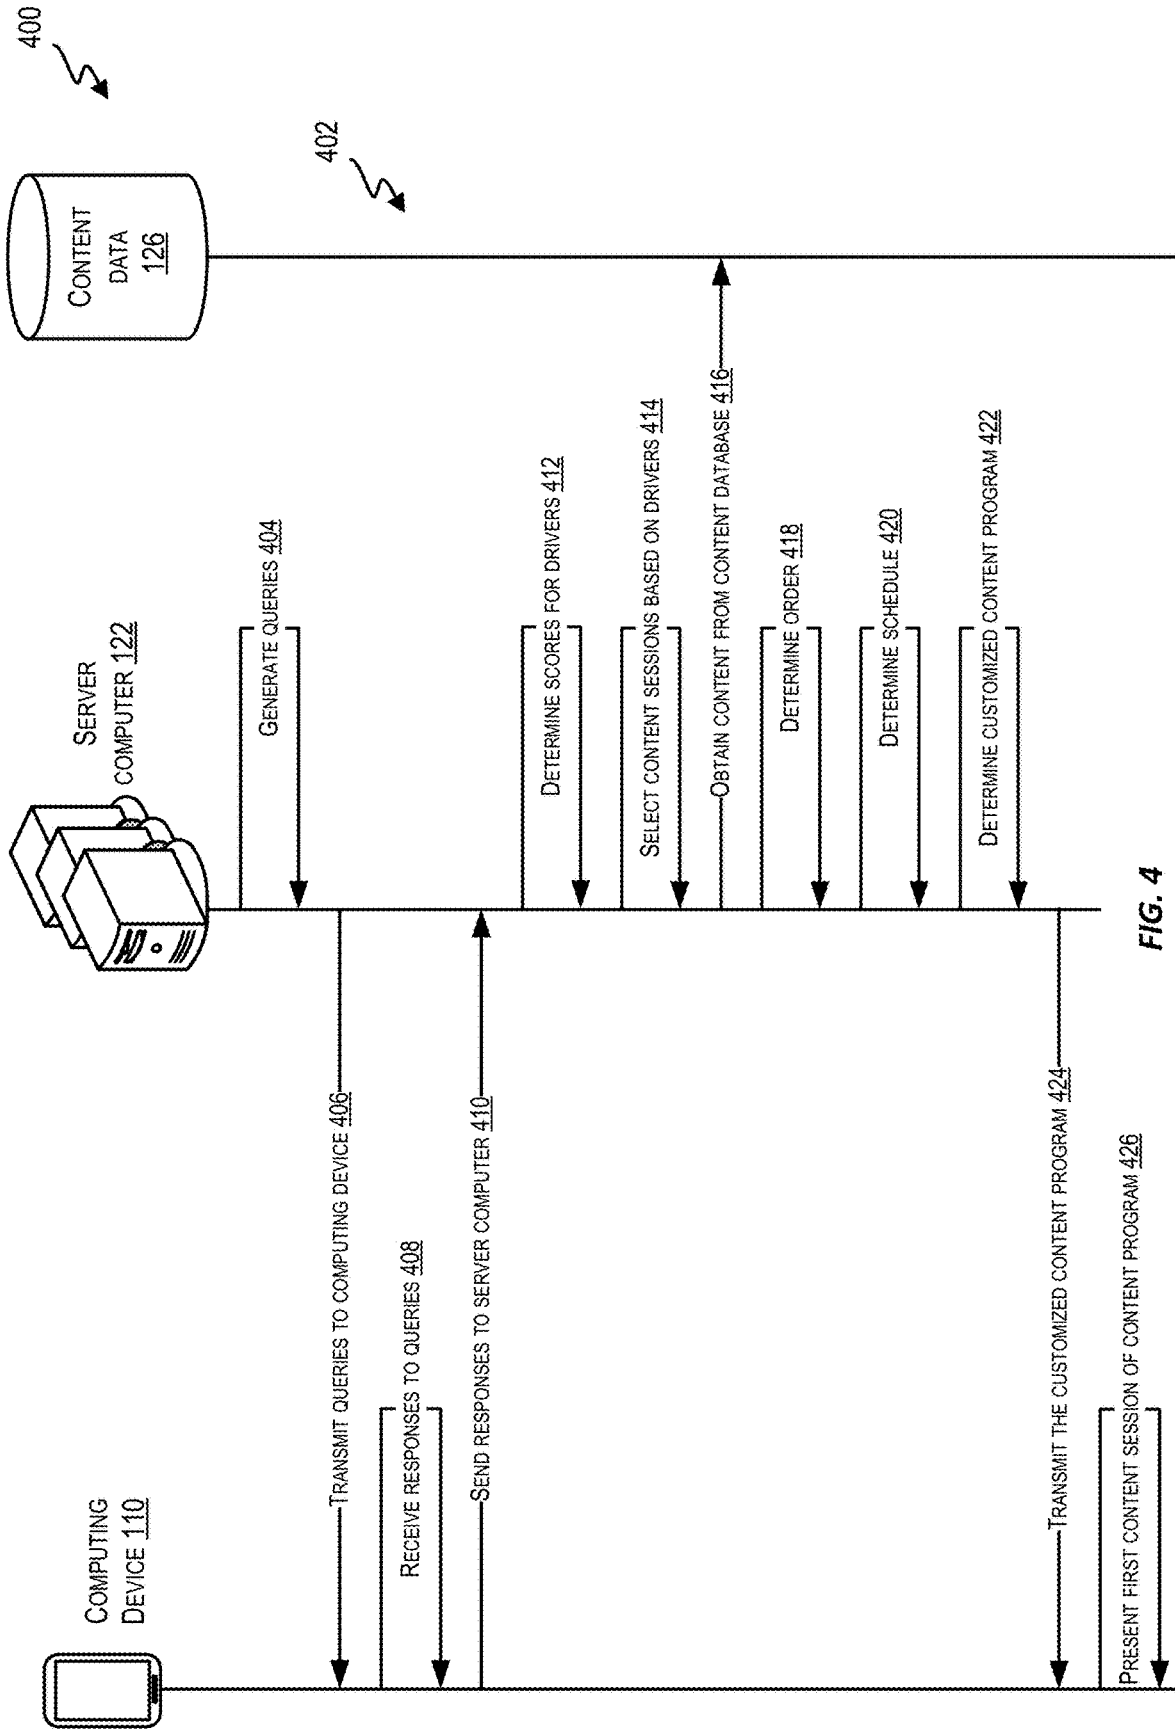 400
402
COMPUTING
DEVICE 110
SERVER
COMPUTER 122
CONTENT
DATA
126
GENERATE QUERIES 404
TRANSMIT QUERIES TO COMPUTING DEVICE 406
RECEIVE RESPONSES TO QUERIES 408
SEND RESPONSES TO SERVER COMPUTER 410
DETERMINE SCORES FOR DRIVERS 412
SELECT CONTENT SESSIONS BASED ON DRIVERS 414
OBTAIN CONTENT FROM CONTENT DATABASE 416
DETERMINE ORDER 418
DETERMINE SCHEDULE 420
DETERMINE CUSTOMIZED CONTENT PROGRAM 422
TRANSMIT THE CUSTOMIZED CONTENT PROGRAM 424
PRESENT FIRST CONTENT SESSION OF CONTENT PROGRAM 426
FIG. 4